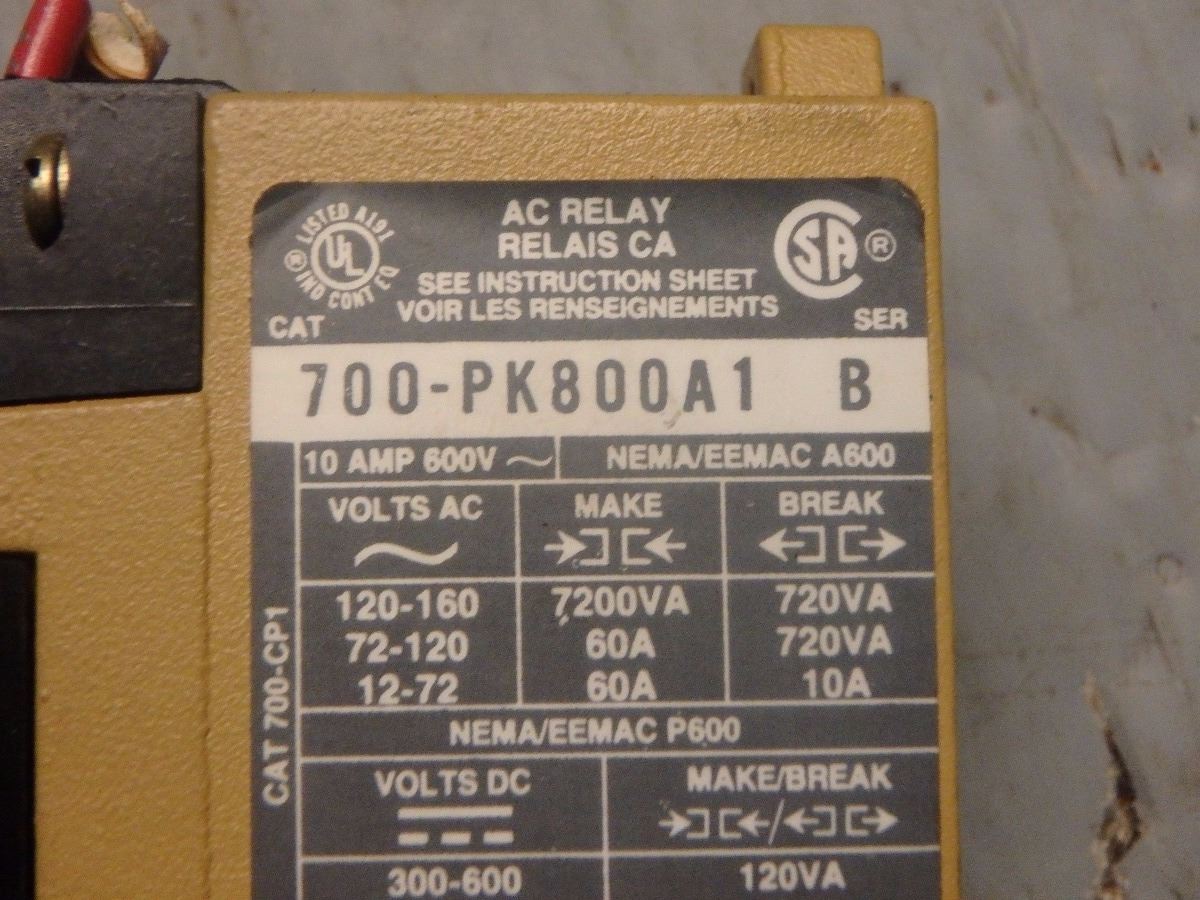 LISTED A191
UL
® IND CONT EQ
AC RELAY
RELAIS CA
SEE INSTRUCTION SHEET
VOIR LES RENSEIGNEMENTS
SA ®
CAT
SER
700-PK800A1 B
10 AMP 600V ~ NEMA/EEMAC A600
VOLTS AC MAKE BREAK
120-160 7200VA 720VA
72-120 60A 720VA
12-72 60A 10A
NEMA/EEMAC P600
VOLTS DC MAKE/BREAK
300-600 120VA
CAT 700-CP1